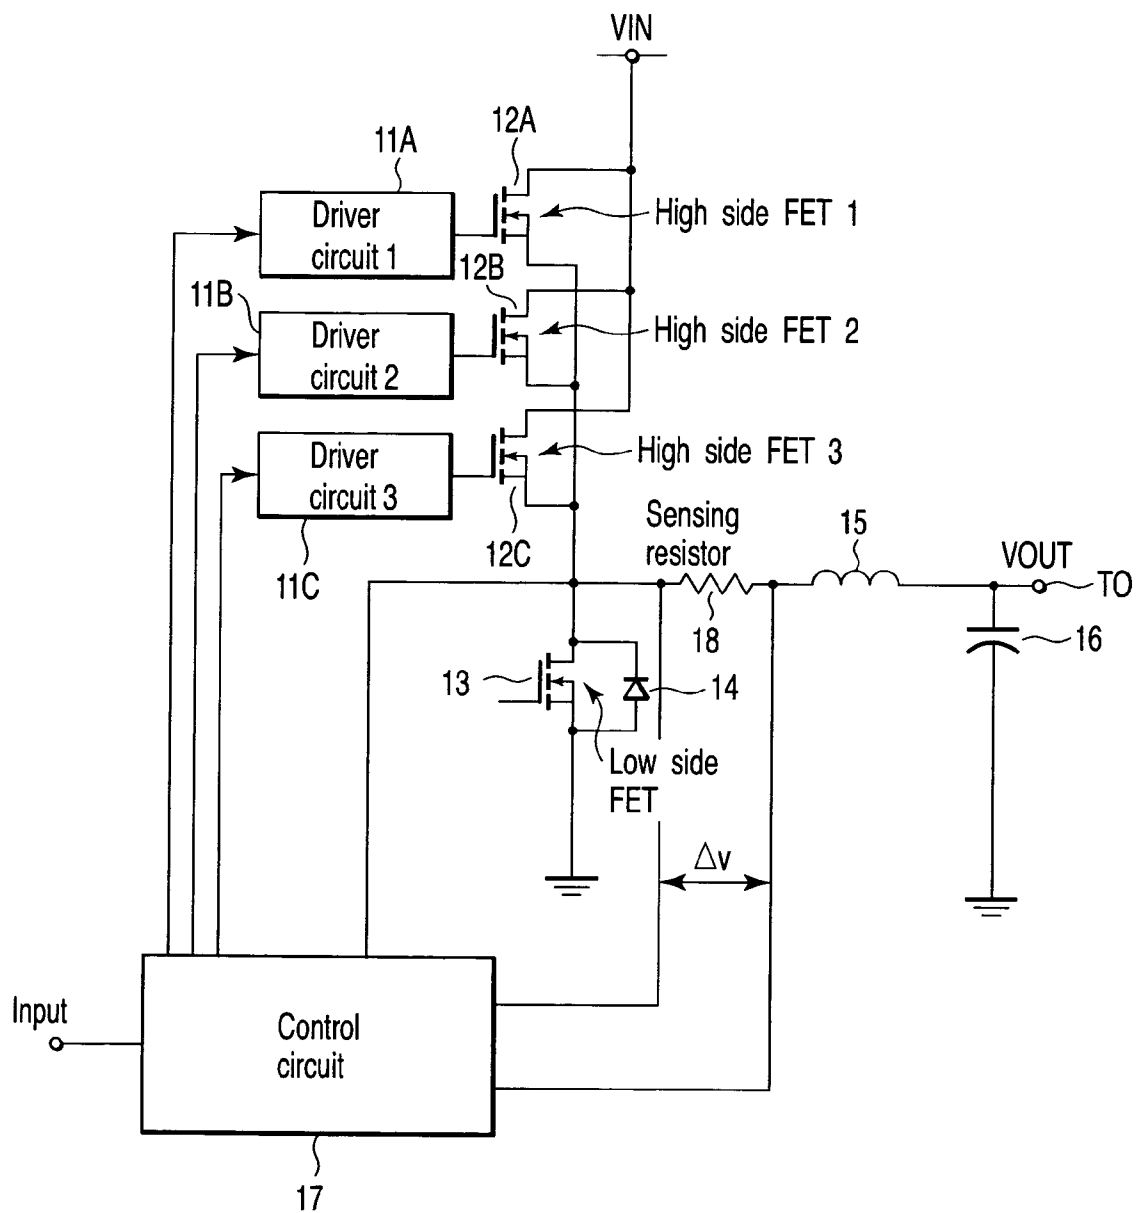 VIN
12A
11A
Driver
circuit 1
High side FET 1
12B
11B
Driver
circuit 2
High side FET 2
Driver
circuit 3
High side FET 3
11C
12C
Sensing
resistor
18
15
VOUT
TO
16
13
14
Low side
FET
Δv
Input
Control
circuit
17